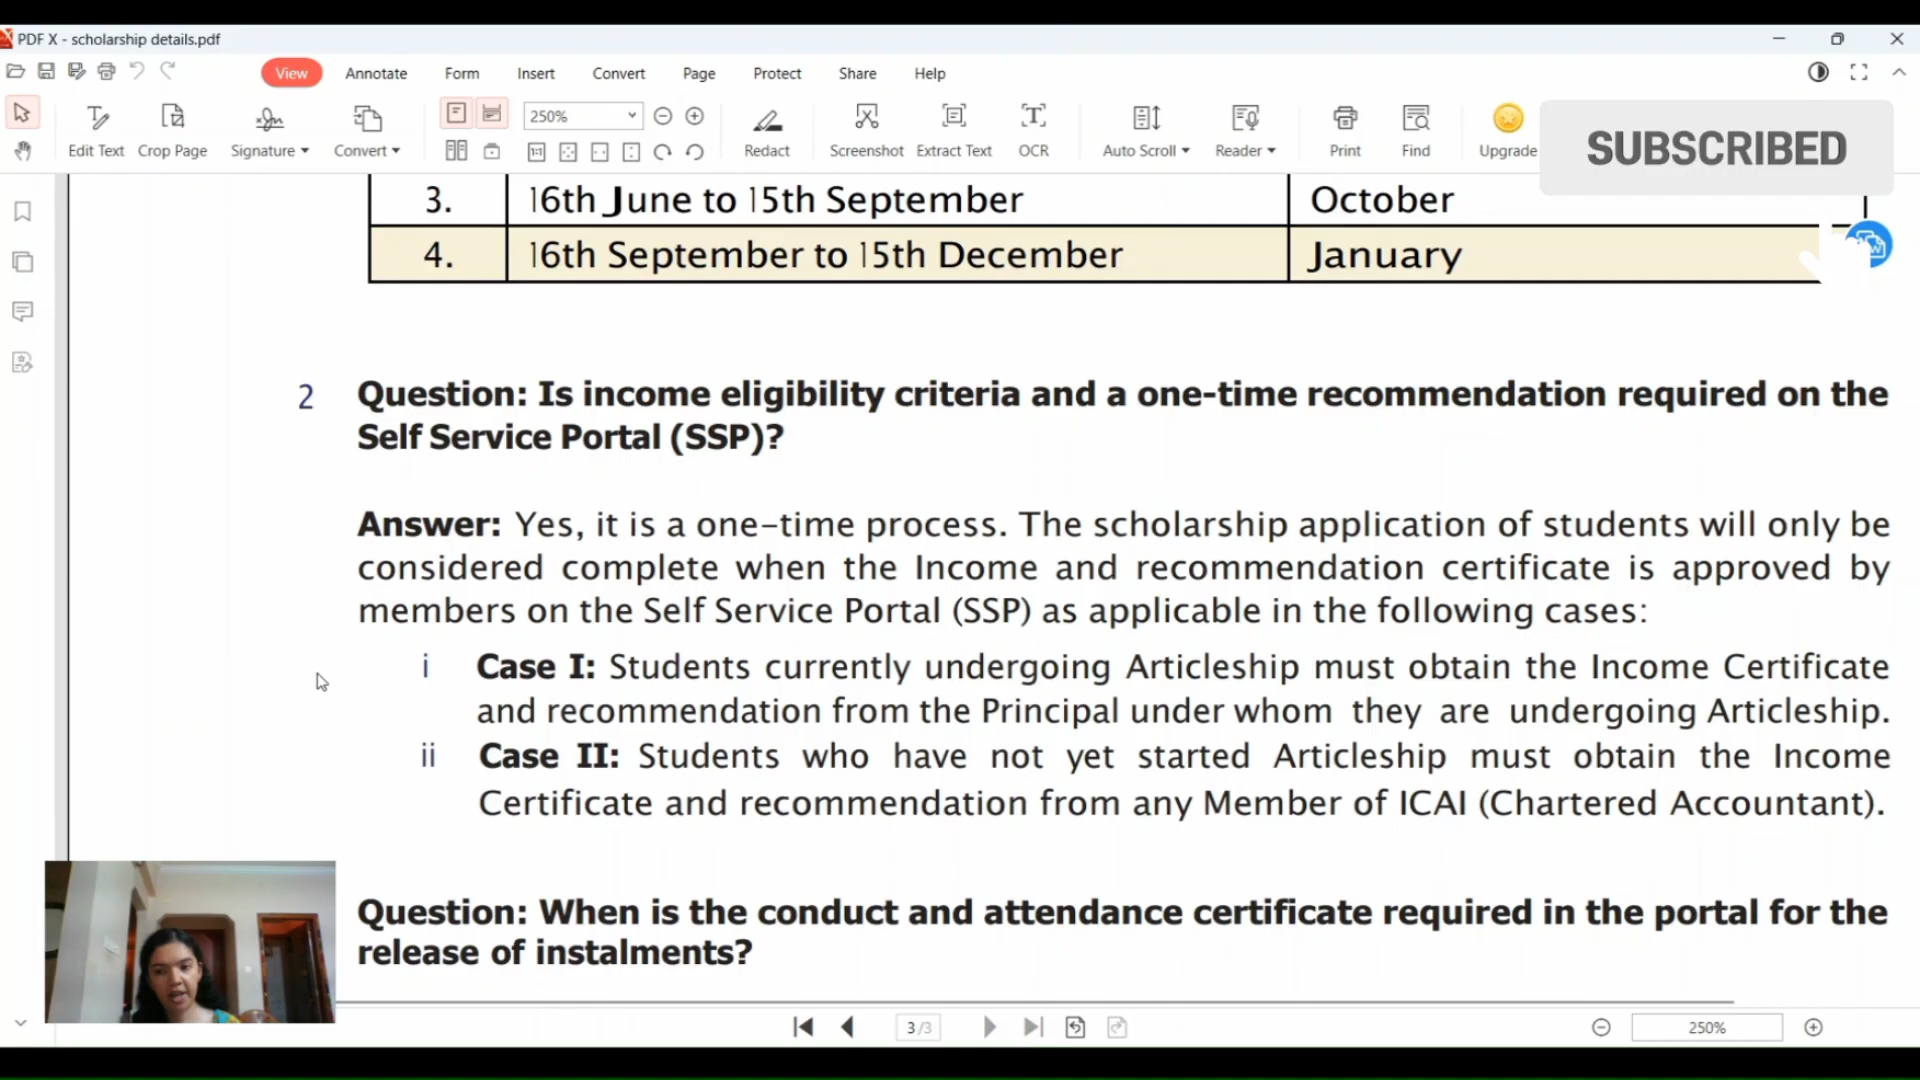 PDF X - scholarship details.pdf
View Annotate Form Insert Convert Page Protect Share Help
250%
Edit Text Crop Page Signature Convert Redact Screenshot Extract Text OCR Auto Scroll Reader Print Find Upgrade
SUBSCRIBED
3. 16th June to 15th September October
4. 16th September to 15th December January
2 Question: Is income eligibility criteria and a one-time recommendation required on the
Self Service Portal (SSP)?
Answer: Yes, it is a one-time process. The scholarship application of students will only be
considered complete when the Income and recommendation certificate is approved by
members on the Self Service Portal (SSP) as applicable in the following cases:
i Case I: Students currently undergoing Articleship must obtain the Income Certificate
and recommendation from the Principal under whom they are undergoing Articleship.
ii Case II: Students who have not yet started Articleship must obtain the Income
Certificate and recommendation from any Member of ICAI (Chartered Accountant).
Question: When is the conduct and attendance certificate required in the portal for the
release of instalments?
3/3
250%